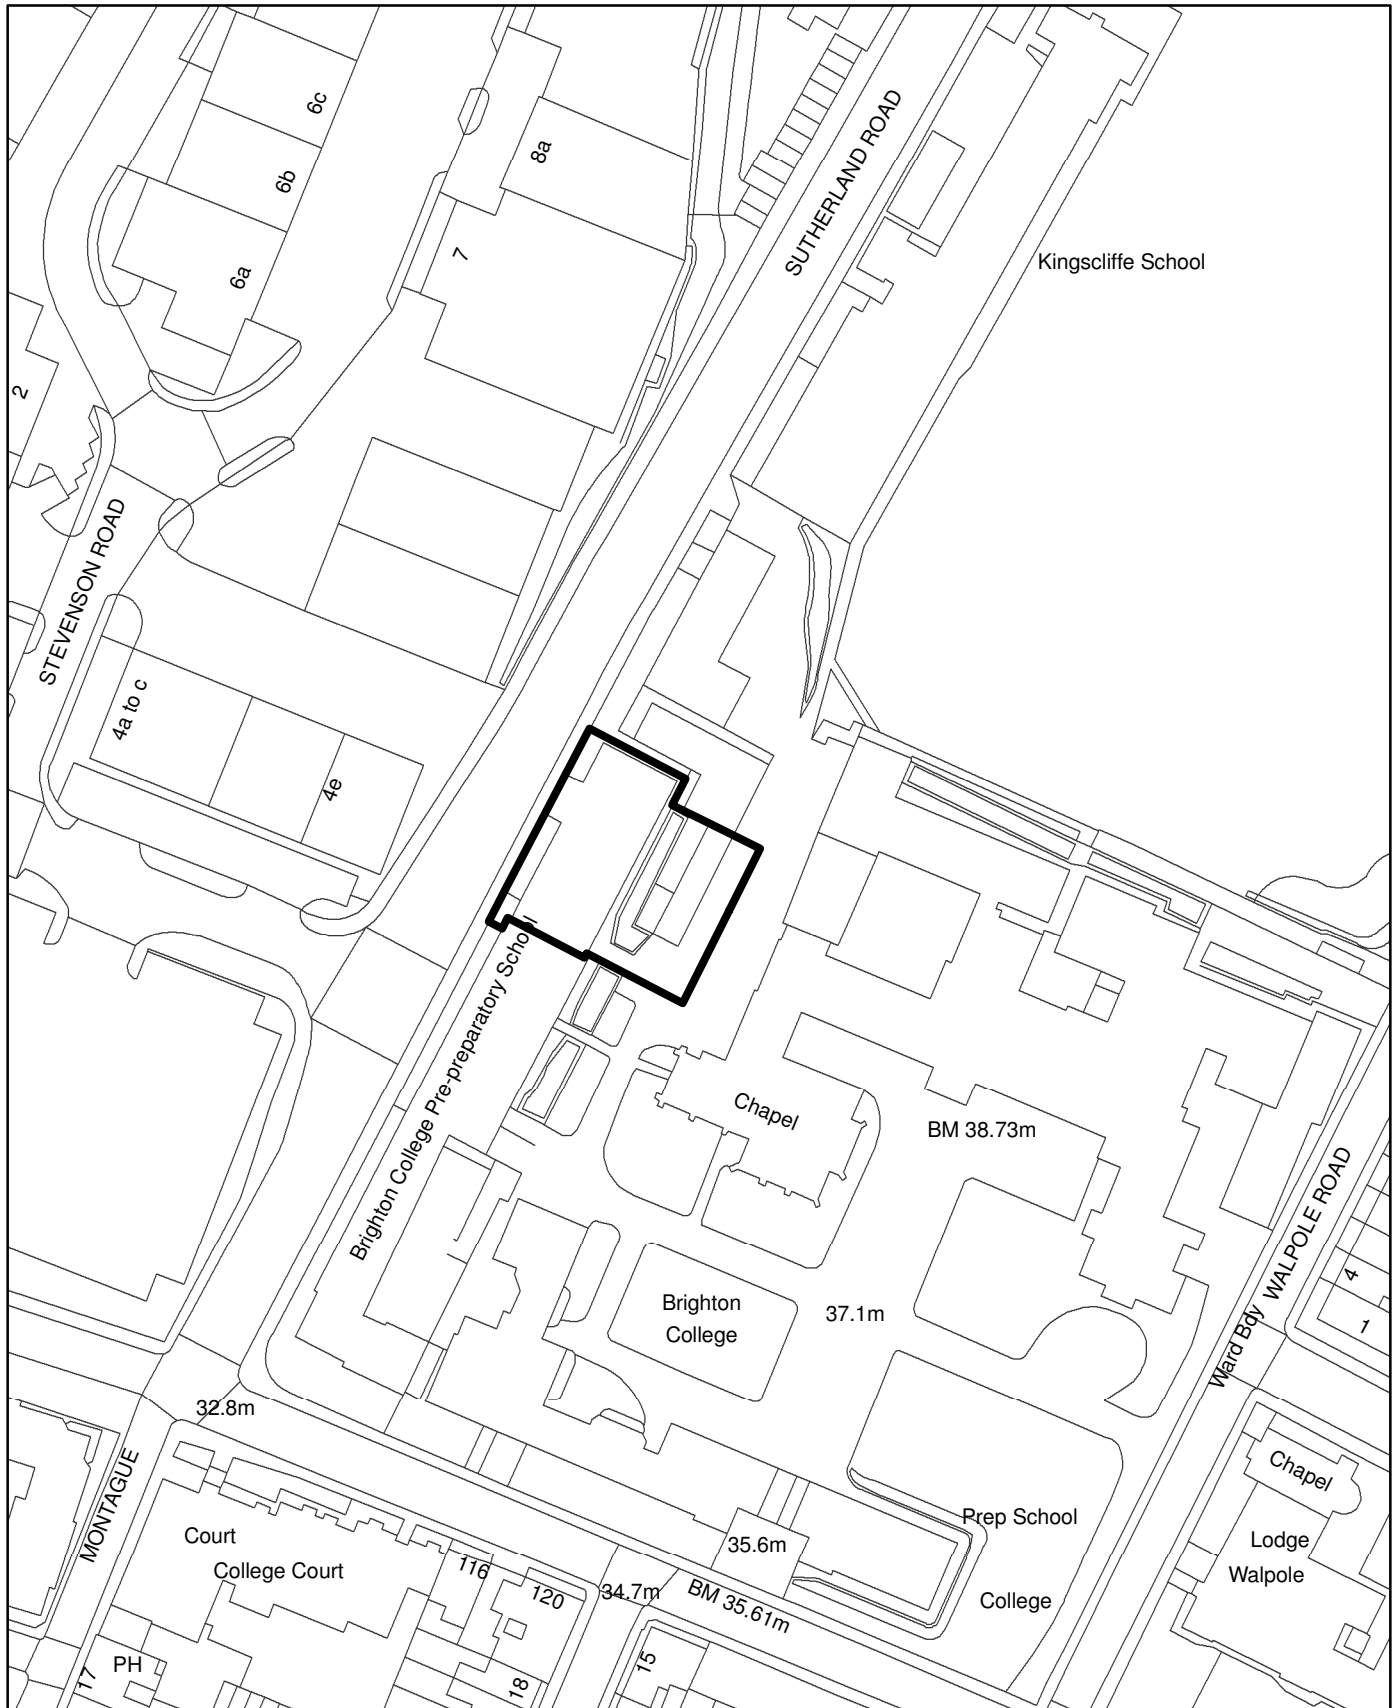 6c
8a
6b
6a
7
2
SUTHERLAND ROAD
Kingscliffe School
STEVENSON ROAD
4a to c
4e
Brighton College Pre-preparatory School
Chapel
BM 38.73m
WALPOLE ROAD
Ward Bdy
4
1
Brighton
College
37.1m
32.8m
MONTAGUE
Court
College Court
116
120
34.7m
BM 35.61m
35.6m
Prep School
College
Chapel
Lodge
Walpole
PH
17
18
15